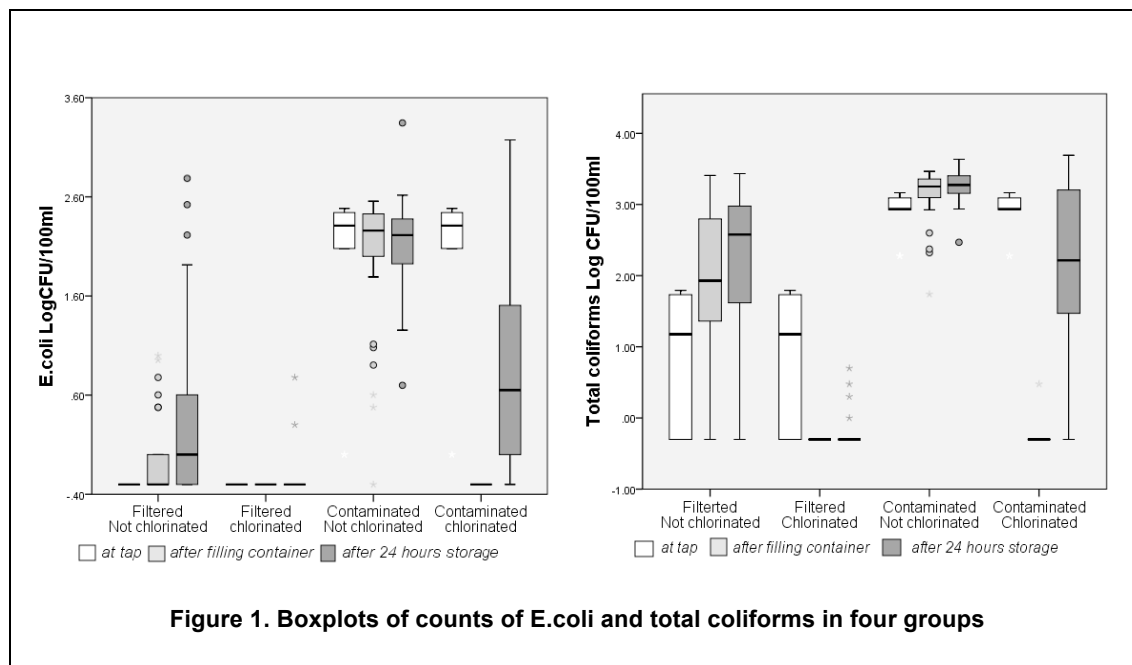 3.60
2.60
1.60
.60
-.40
E.coli LogCFU/100ml
Filtered Not chlorinated
Filtered chlorinated
Contaminated Not chlorinated
Contaminated chlorinated
at tap
after filling container
after 24 hours storage
4.00
3.00
2.00
1.00
.00
-1.00
Total coliforms Log CFU/100ml
Filterted Not chlorinated
Filtered Chlorinated
Contaminated Not chlorinated
Contaminated Chlorinated
at tap
after filling container
after 24 hours storage
Figure 1. Boxplots of counts of E.coli and total coliforms in four groups